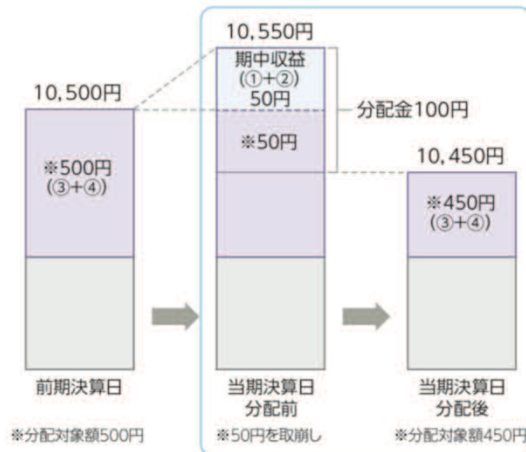 10,500円
※500円
(③+④)
前期決算日
※分配対象額500円
10,550円
期中収益
(①+②)
50円
※50円
分配金100円
当期決算日
分配前
※50円を取崩し
10,450円
※450円
(③+④)
当期決算日
分配後
※分配対象額450円